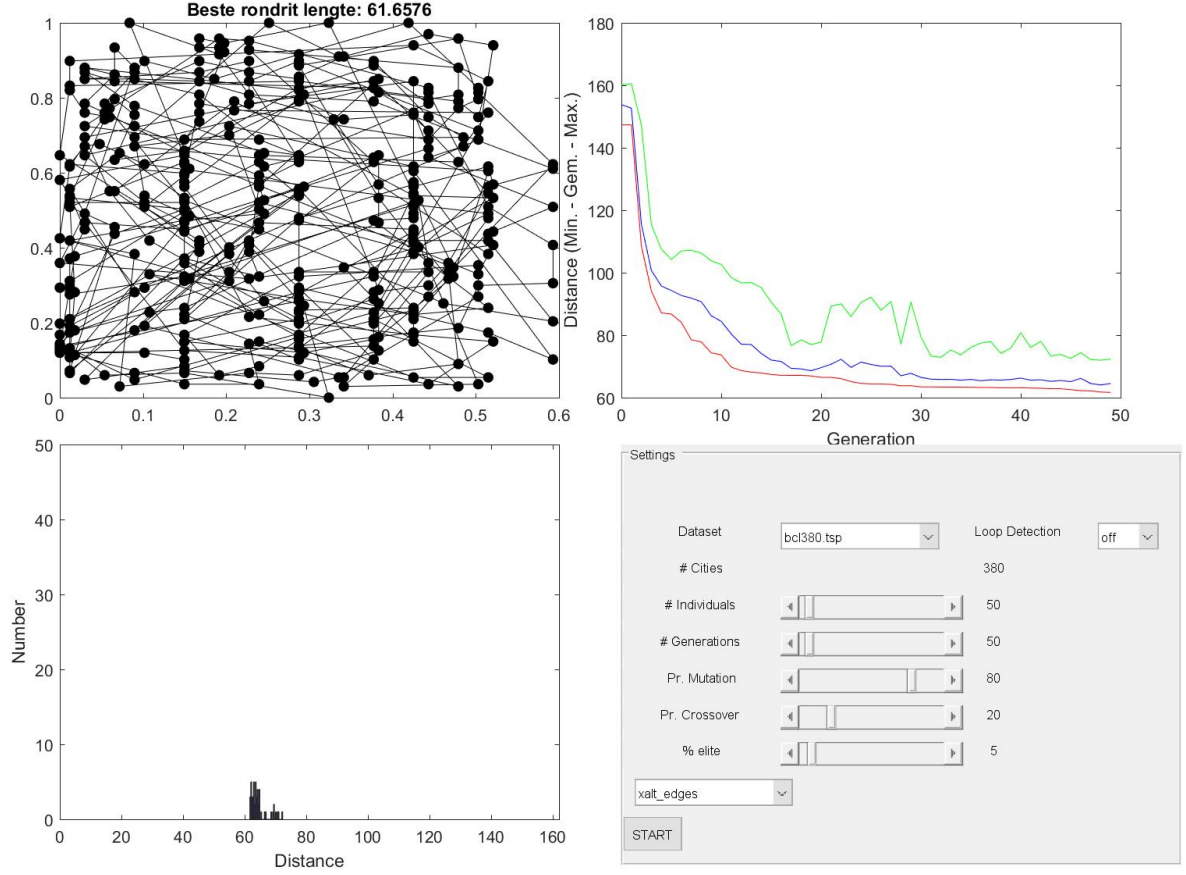 Beste rondrit lengte: 61.6576
1
0.8
0.6
0.4
0.2
0
0 0.1 0.2 0.3 0.4 0.5 0.6
Distance (Min. - Gem. - Max.)
180
160
140
120
100
80
60
0 10 20 30 40 50
Generation
Number
50
40
30
20
10
0
0 20 40 60 80 100 120 140 160
Distance
Settings
Dataset bcl380.tsp Loop Detection off
# Cities 380
# Individuals 50
# Generations 50
Pr. Mutation 80
Pr. Crossover 20
% elite 5
xalt_edges
START